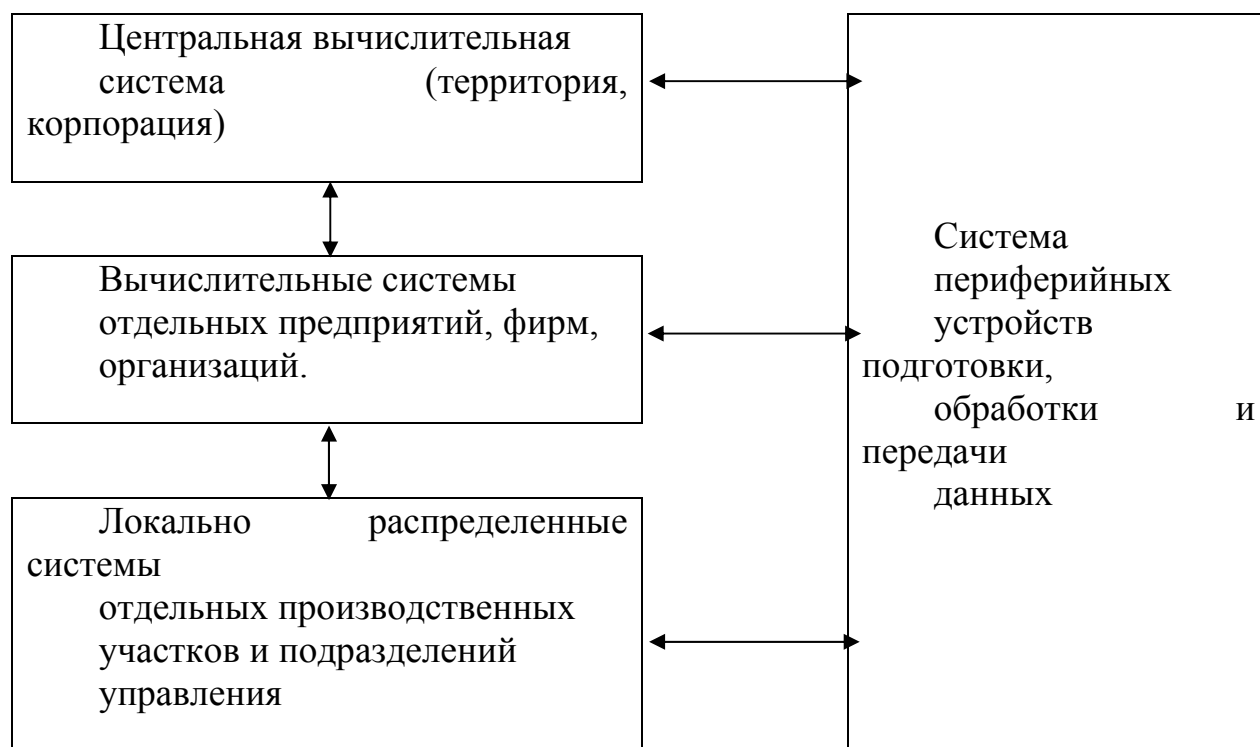 Центральная вычислительная
система (территория,
корпорация)
Вычислительные системы
отдельных предприятий, фирм,
организаций.
Локально распределенные
системы
отдельных производственных
участков и подразделений
управления
Система
периферийных
устройств
подготовки,
обработки и
передачи
данных